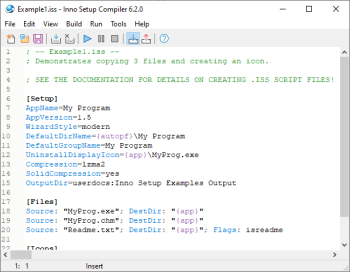 Example1.iss - Inno Setup Compiler 6.2.0
File Edit View Build Run Tools Help
1 ; -- Example1.iss --
2 ; Demonstrates copying 3 files and creating an icon.
3
4 ; SEE THE DOCUMENTATION FOR DETAILS ON CREATING .ISS SCRIPT FILES!
5
6 [Setup]
7 AppName=My Program
8 AppVersion=1.5
9 WizardStyle=modern
10 DefaultDirName={autopf}\My Program
11 DefaultGroupName=My Program
12 UninstallDisplayIcon={app}\MyProg.exe
13 Compression=lzma2
14 SolidCompression=yes
15 OutputDir=userdocs:Inno Setup Examples Output
16
17 [Files]
18 Source: "MyProg.exe"; DestDir: "{app}"
19 Source: "MyProg.chm"; DestDir: "{app}"
20 Source: "Readme.txt"; DestDir: "{app}"; Flags: isreadme
21
22 [Icons]
1: 1 Insert